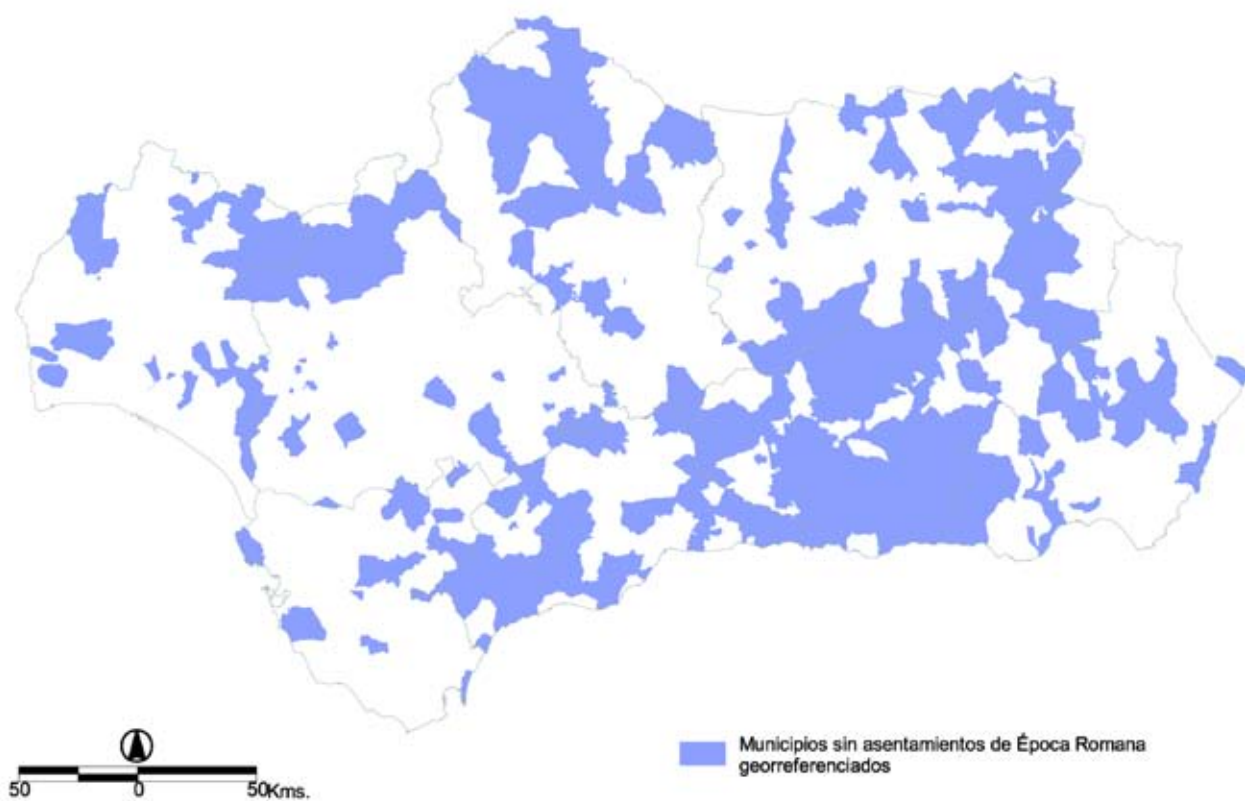 Municipios sin asentamientos de Época Romana
georreferenciados
50 0 50Kms.